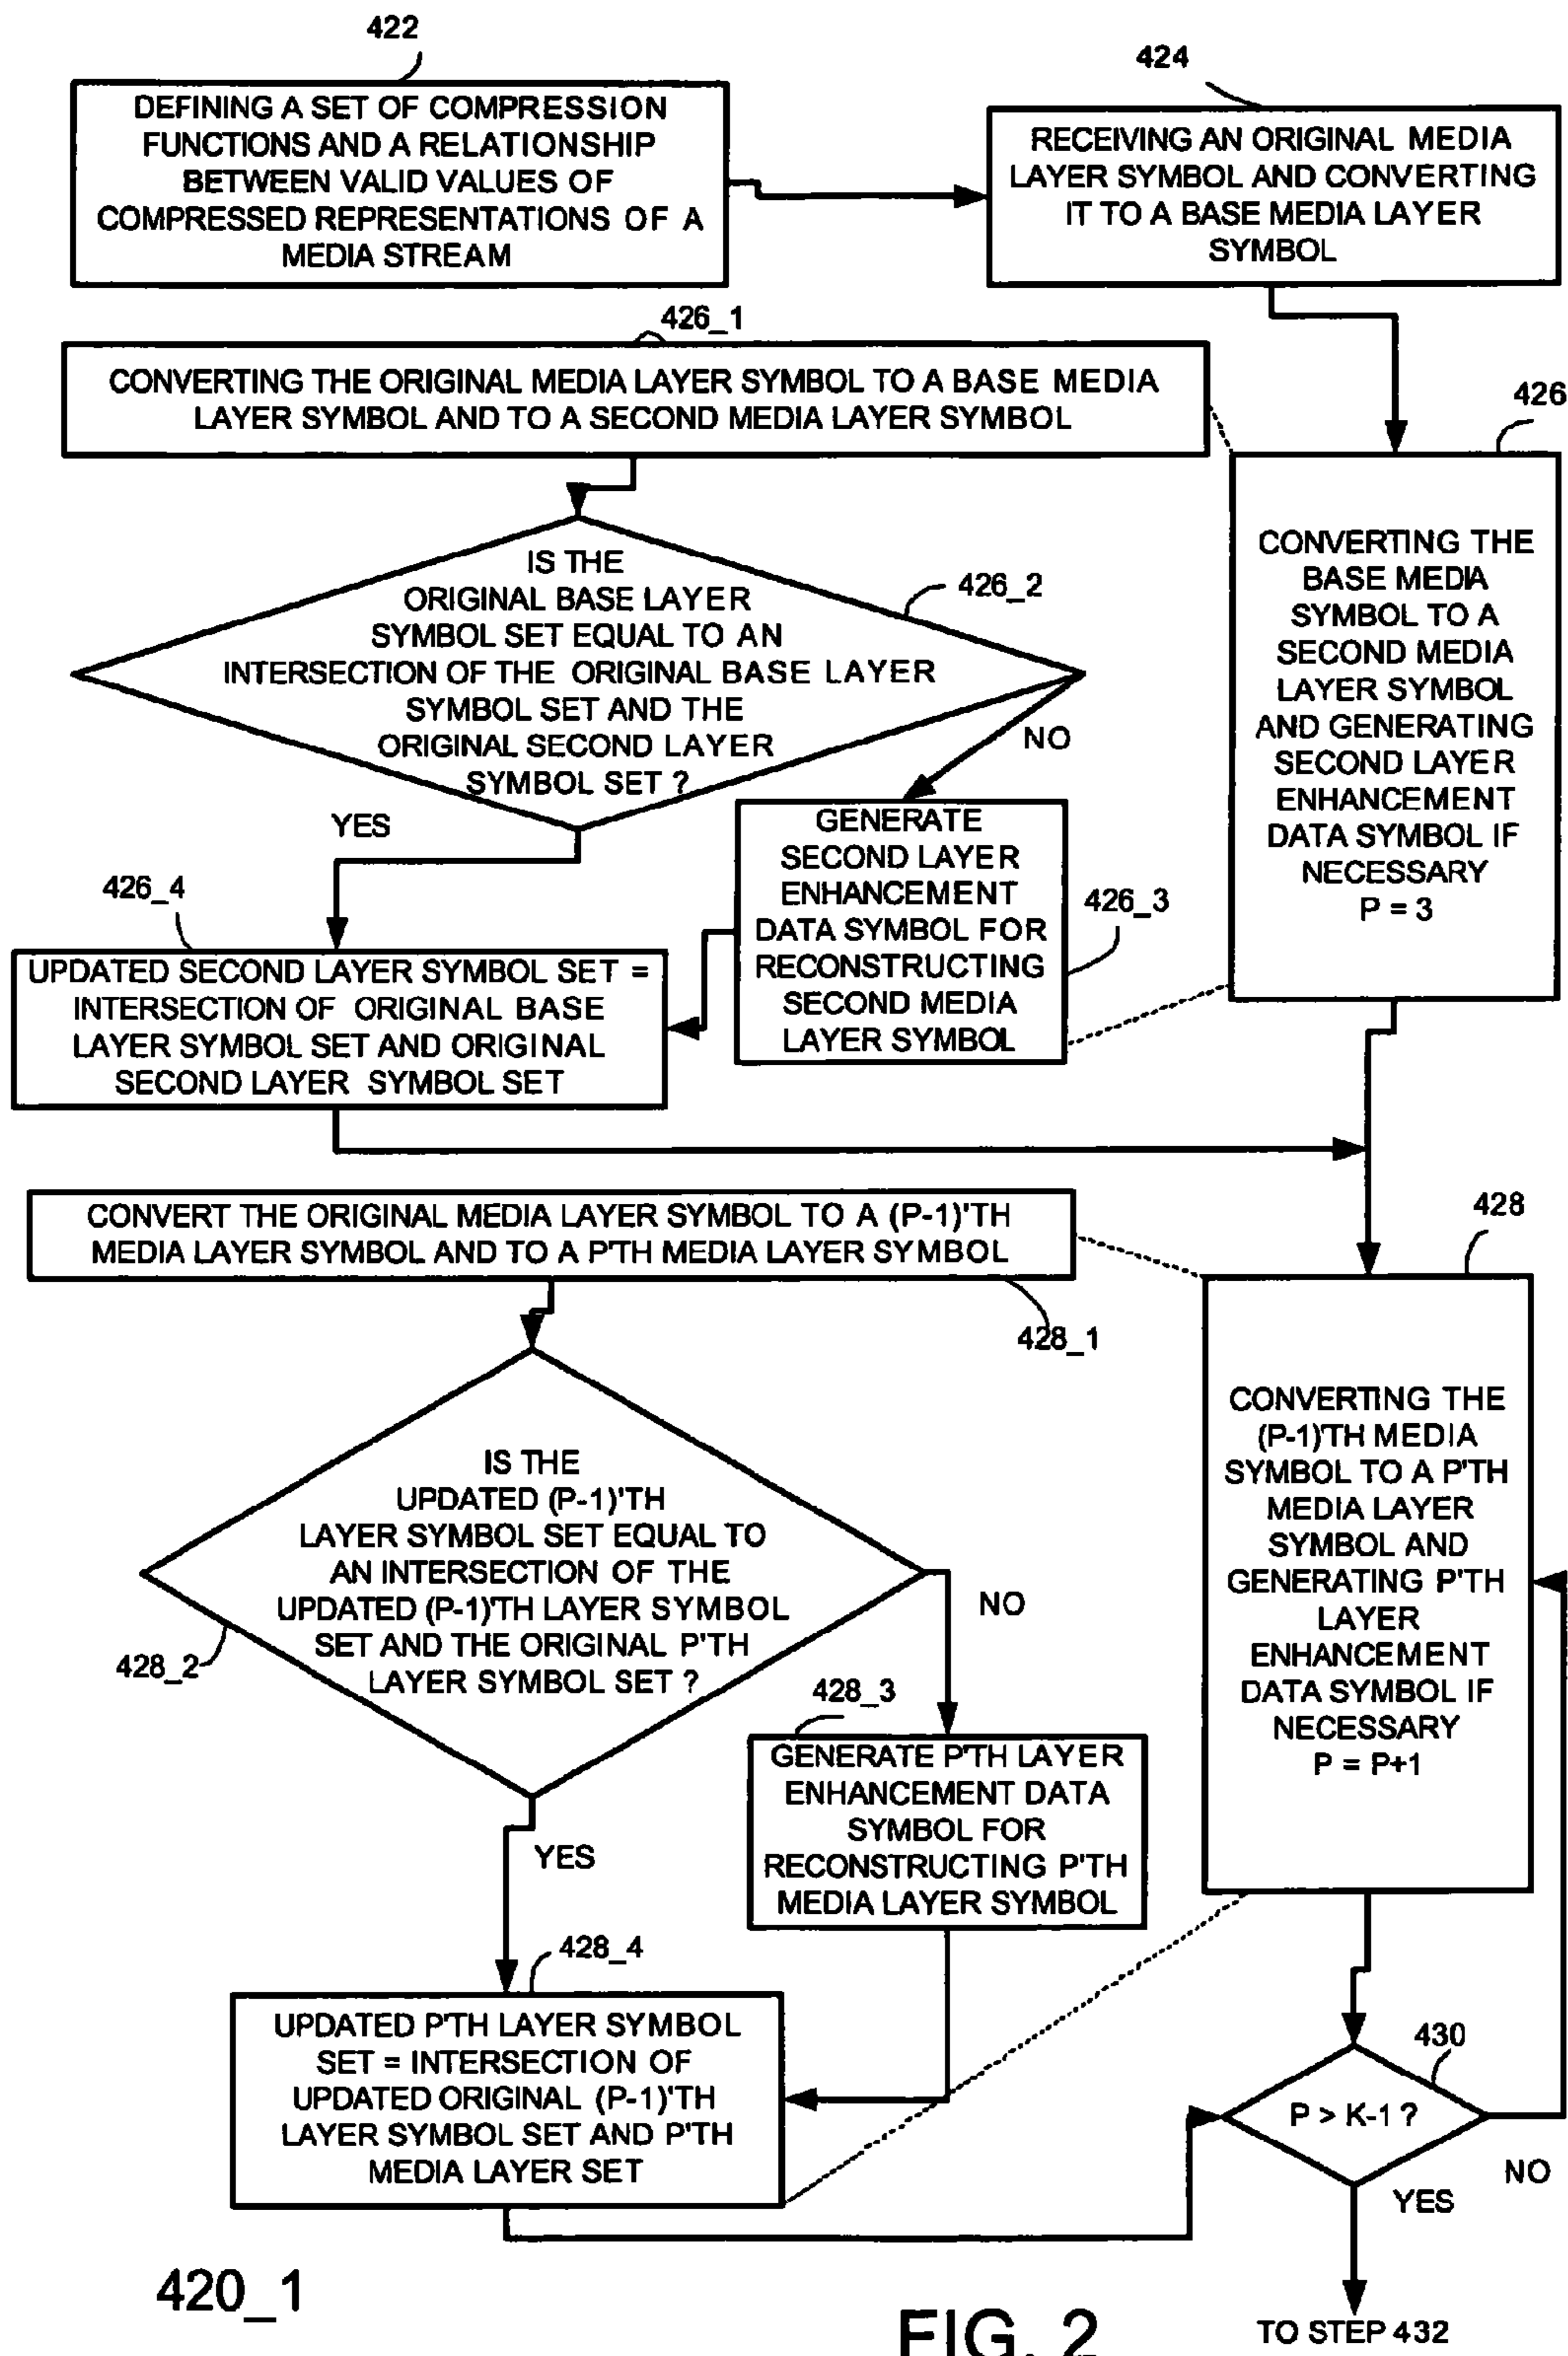 422
DEFINING A SET OF COMPRESSION
FUNCTIONS AND A RELATIONSHIP
BETWEEN VALID VALUES OF
COMPRESSED REPRESENTATIONS OF A
MEDIA STREAM
424
RECEIVING AN ORIGINAL MEDIA
LAYER SYMBOL AND CONVERTING
IT TO A BASE MEDIA LAYER
SYMBOL
426_1
CONVERTING THE ORIGINAL MEDIA LAYER SYMBOL TO A BASE MEDIA
LAYER SYMBOL AND TO A SECOND MEDIA LAYER SYMBOL
426
CONVERTING THE
BASE MEDIA
SYMBOL TO A
SECOND MEDIA
LAYER SYMBOL
AND GENERATING
SECOND LAYER
ENHANCEMENT
DATA SYMBOL IF
NECESSARY
P = 3
IS THE
ORIGINAL BASE LAYER
SYMBOL SET EQUAL TO AN
INTERSECTION OF THE ORIGINAL BASE LAYER
SYMBOL SET AND THE
ORIGINAL SECOND LAYER
SYMBOL SET ?
426_2
NO
YES
GENERATE
SECOND LAYER
ENHANCEMENT
DATA SYMBOL FOR
RECONSTRUCTING
SECOND MEDIA
LAYER SYMBOL
426_3
426_4
UPDATED SECOND LAYER SYMBOL SET =
INTERSECTION OF ORIGINAL BASE
LAYER SYMBOL SET AND ORIGINAL
SECOND LAYER SYMBOL SET
CONVERT THE ORIGINAL MEDIA LAYER SYMBOL TO A (P-1)'TH
MEDIA LAYER SYMBOL AND TO A P'TH MEDIA LAYER SYMBOL
428_1
428
CONVERTING THE
(P-1)'TH MEDIA
SYMBOL TO A P'TH
MEDIA LAYER
SYMBOL AND
GENERATING P'TH
LAYER
ENHANCEMENT
DATA SYMBOL IF
NECESSARY
P = P+1
IS THE
UPDATED (P-1)'TH
LAYER SYMBOL SET EQUAL TO
AN INTERSECTION OF THE
UPDATED (P-1)'TH LAYER SYMBOL
SET AND THE ORIGINAL P'TH
LAYER SYMBOL SET ?
428_2
NO
YES
428_3
GENERATE P'TH LAYER
ENHANCEMENT DATA
SYMBOL FOR
RECONSTRUCTING P'TH
MEDIA LAYER SYMBOL
428_4
UPDATED P'TH LAYER SYMBOL
SET = INTERSECTION OF
UPDATED ORIGINAL (P-1)'TH
LAYER SYMBOL SET AND P'TH
MEDIA LAYER SET
430
P > K-1 ?
NO
YES
TO STEP 432
420_1
FIG. 2